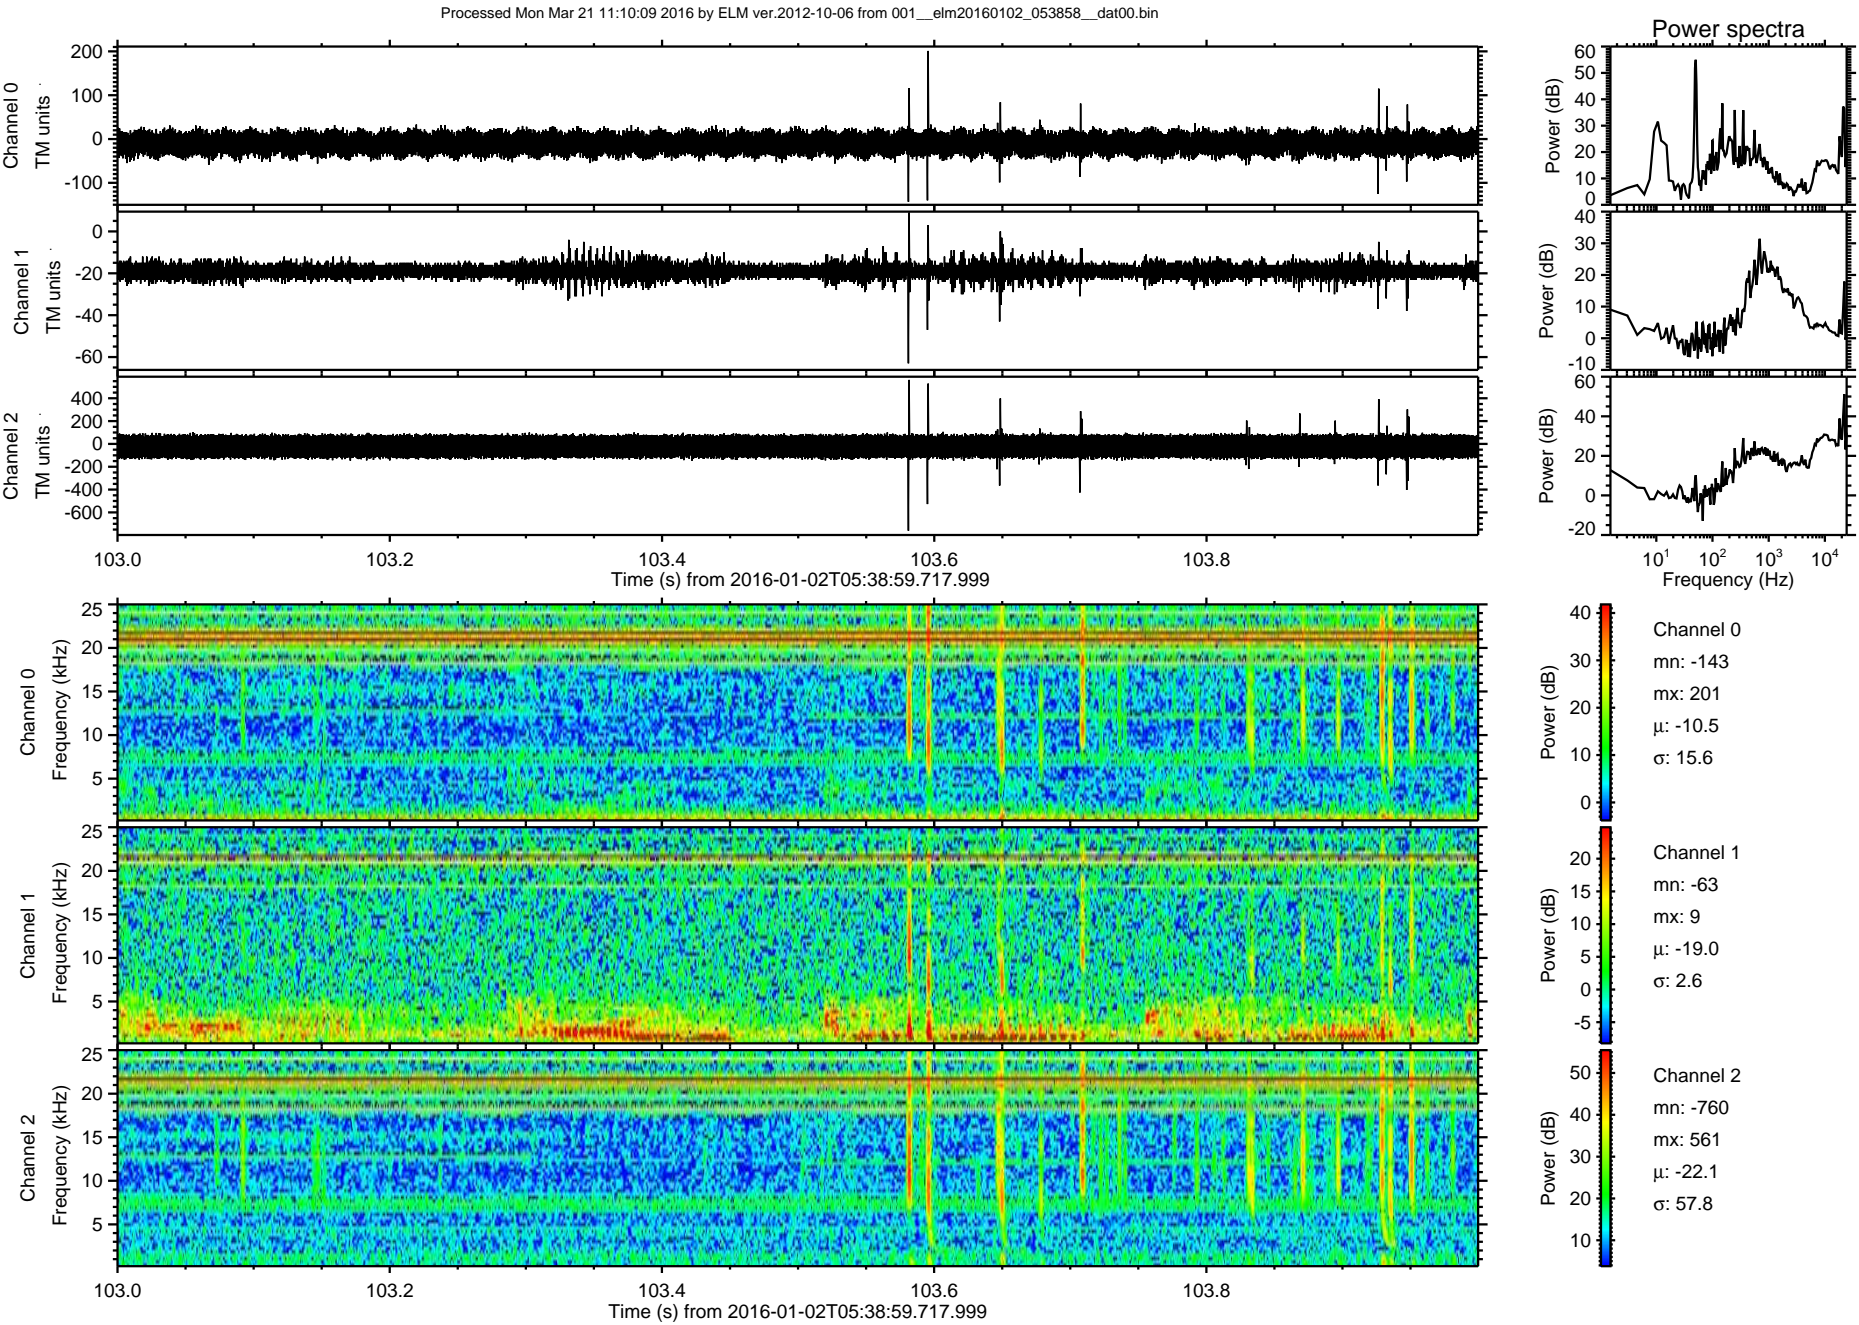 Processed Mon Mar 21 11:10:09 2016 by ELM ver.2012-10-06 from 001__elm20160102_053858__dat00.bin
Power spectra
Channel 0
TM units
200
100
0
-100
Power (dB)
60
50
40
30
20
10
0
Channel 1
TM units
0
-20
-40
-60
Power (dB)
40
30
20
10
0
-10
Channel 2
TM units
400
200
0
-200
-400
-600
Power (dB)
60
40
20
0
-20
103.0 103.2 103.4 103.6 103.8
Time (s) from 2016-01-02T05:38:59.717.999
10^1 10^2 10^3 10^4
Frequency (Hz)
Channel 0
Frequency (kHz)
25
20
15
10
5
Power (dB)
40
30
20
10
0
Channel 0
mn: -143
mx: 201
μ: -10.5
σ: 15.6
Channel 1
Frequency (kHz)
25
20
15
10
5
Power (dB)
20
15
10
5
0
-5
Channel 1
mn: -63
mx: 9
μ: -19.0
σ: 2.6
Channel 2
Frequency (kHz)
25
20
15
10
5
Power (dB)
50
40
30
20
10
Channel 2
mn: -760
mx: 561
μ: -22.1
σ: 57.8
103.0 103.2 103.4 103.6 103.8
Time (s) from 2016-01-02T05:38:59.717.999